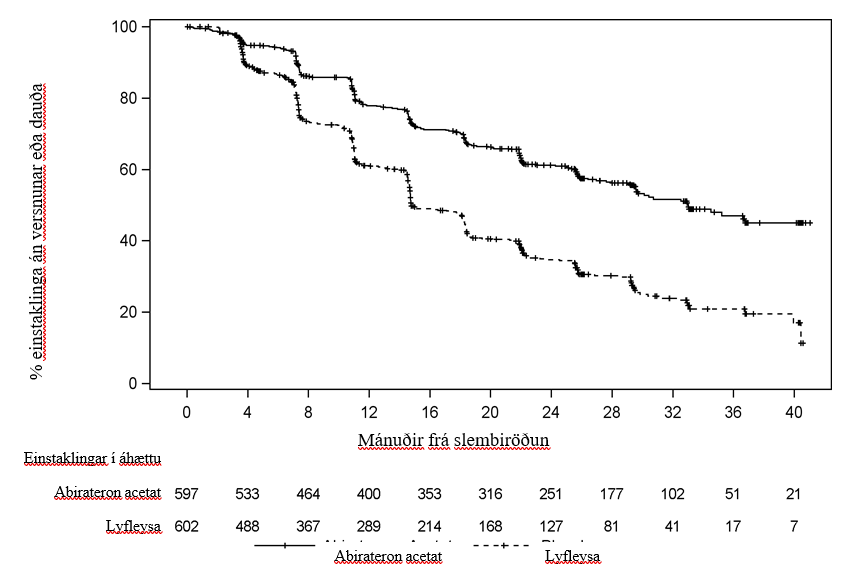 100
80
60
40
20
0
% einstaklinga án versnunar eða dauða
0 4 8 12 16 20 24 28 32 36 40
Mánuðir frá slembiröðun
Einstaklingar í áhættu
Abirateron acetat 597 533 464 400 353 316 251 177 102 51 21
Lyfleysa 602 488 367 289 214 168 127 81 41 17 7
Abirateron acetat Lyfleysa